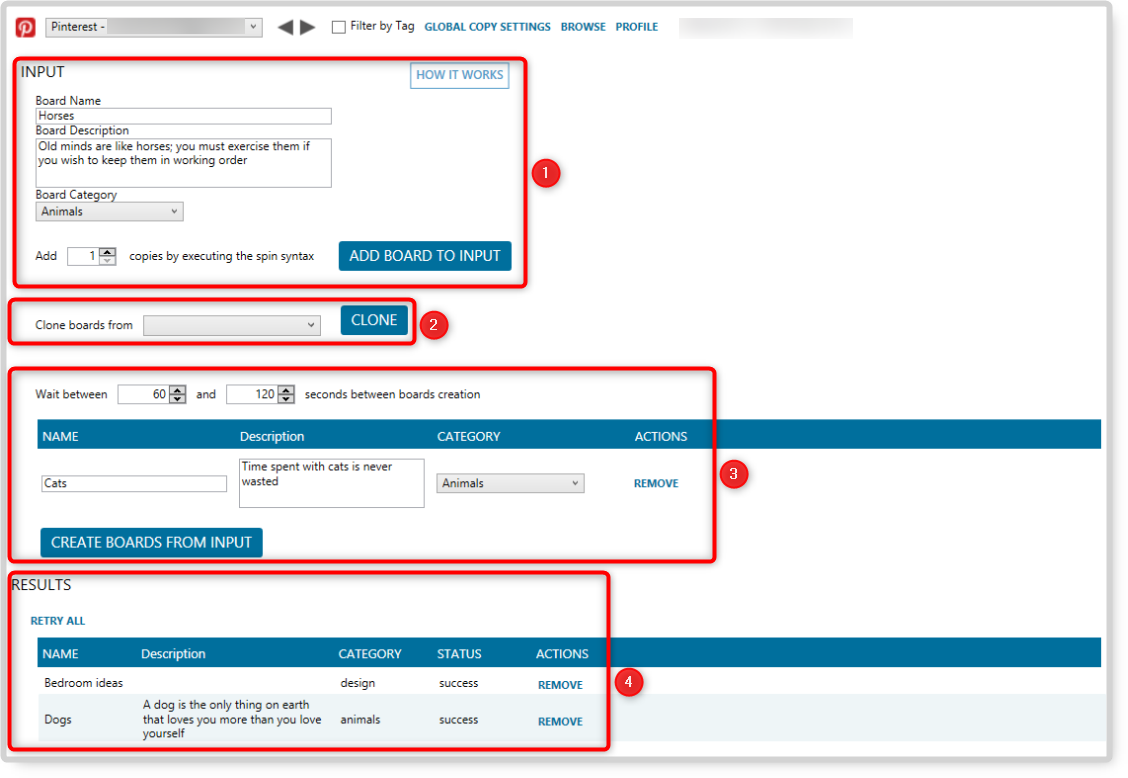 Pinterest -
Filter by Tag GLOBAL COPY SETTINGS BROWSE PROFILE
INPUT
HOW IT WORKS
Board Name
Horses
Board Description
Old minds are like horses; you must exercise them if
you wish to keep them in working order
1
Board Category
Animals
Add 1 copies by executing the spin syntax ADD BOARD TO INPUT
Clone boards from CLONE
2
Wait between 60 and 120 seconds between boards creation
NAME Description CATEGORY ACTIONS
Cats
Time spent with cats is never
wasted
Animals
REMOVE
3
CREATE BOARDS FROM INPUT
RESULTS
RETRY ALL
NAME Description CATEGORY STATUS ACTIONS
Bedroom ideas design success REMOVE
4
Dogs
A dog is the only thing on earth
that loves you more than you love
yourself
animals success REMOVE